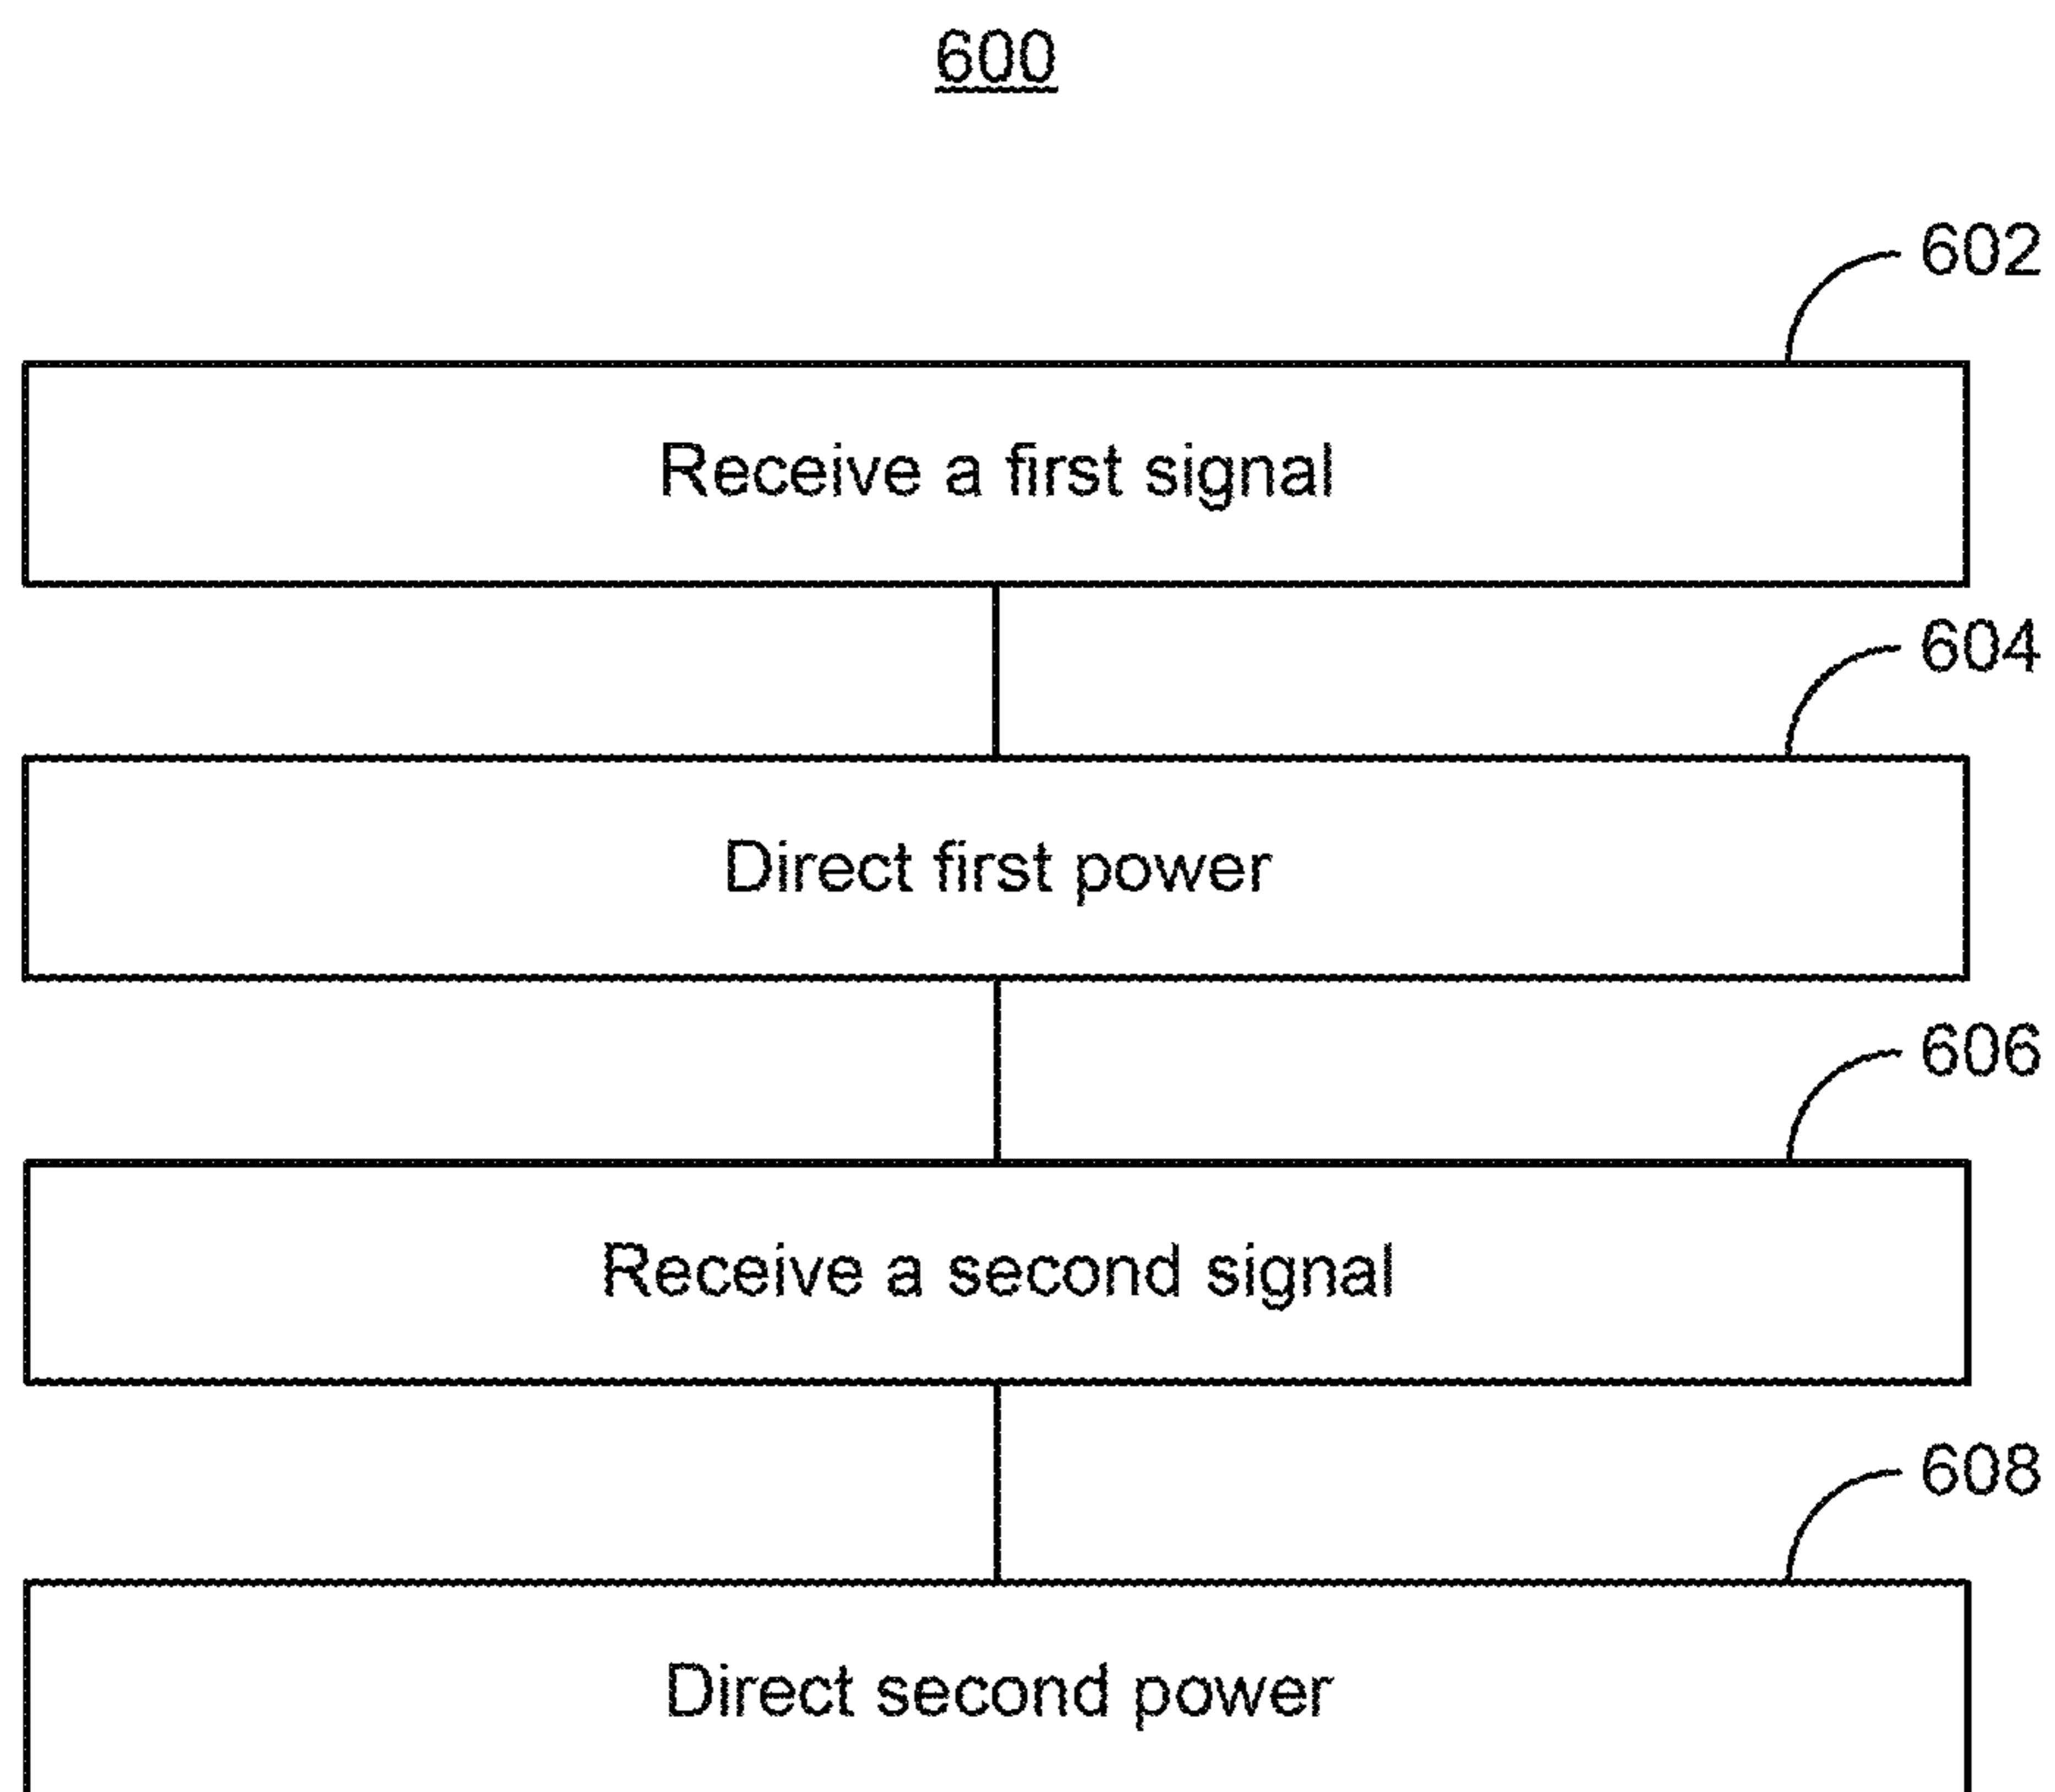 600
602
Receive a first signal
604
Direct first power
606
Receive a second signal
608
Direct second power